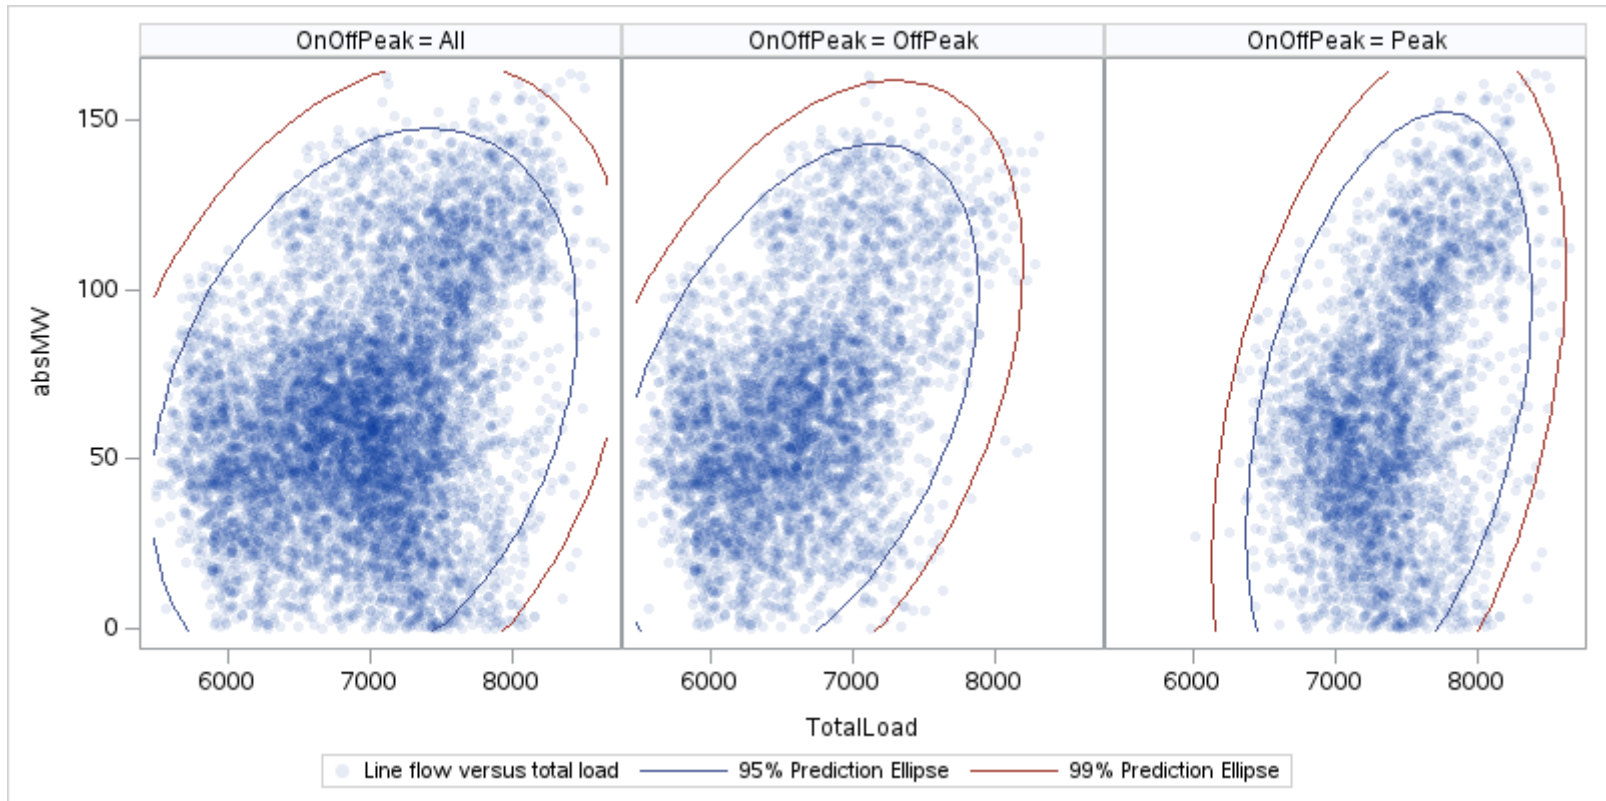 OnOffPeak = All
OnOffPeak = OffPeak
OnOffPeak = Peak
absMW
150
100
50
0
6000 7000 8000
6000 7000 8000
6000 7000 8000
TotalLoad
Line flow versus total load
95% Prediction Ellipse
99% Prediction Ellipse